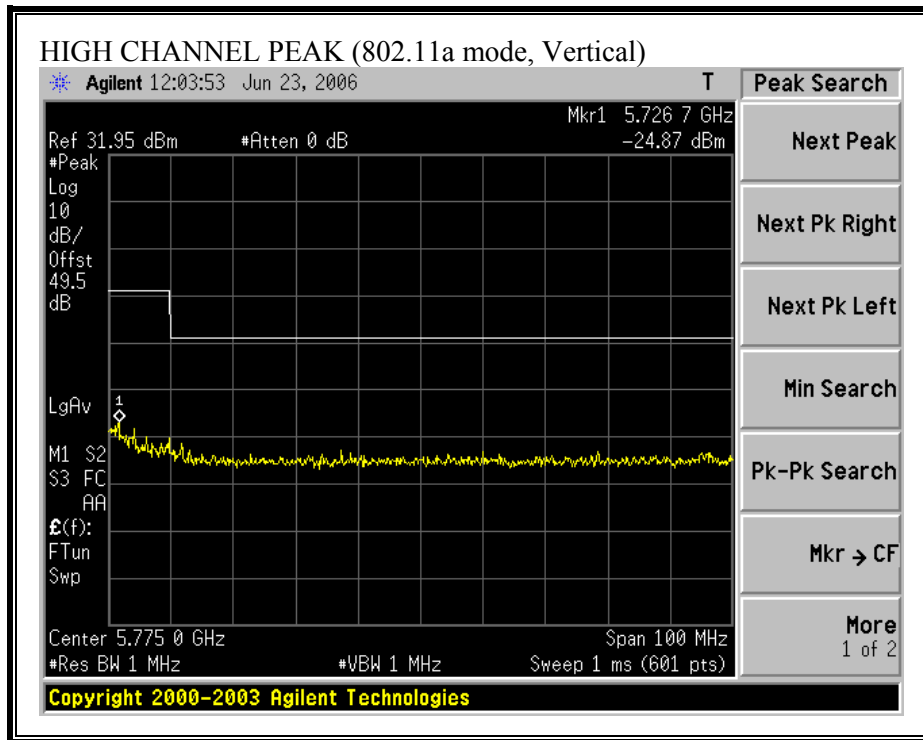 HIGH CHANNEL PEAK (802.11a mode, Vertical)
Agilent 12:03:53 Jun 23, 2006 T
Peak Search
Mkr1 5.726 7 GHz
Ref 31.95 dBm #Atten 0 dB -24.87 dBm
Next Peak
#Peak
Log
10
dB/
Offst
49.5
dB
Next Pk Right
Next Pk Left
Min Search
LgAv
1
M1 S2
S3 FC
AA
Pk-Pk Search
£(f):
FTun
Swp
Mkr → CF
Center 5.775 0 GHz Span 100 MHz
#Res BW 1 MHz #VBW 1 MHz Sweep 1 ms (601 pts)
More
1 of 2
Copyright 2000-2003 Agilent Technologies